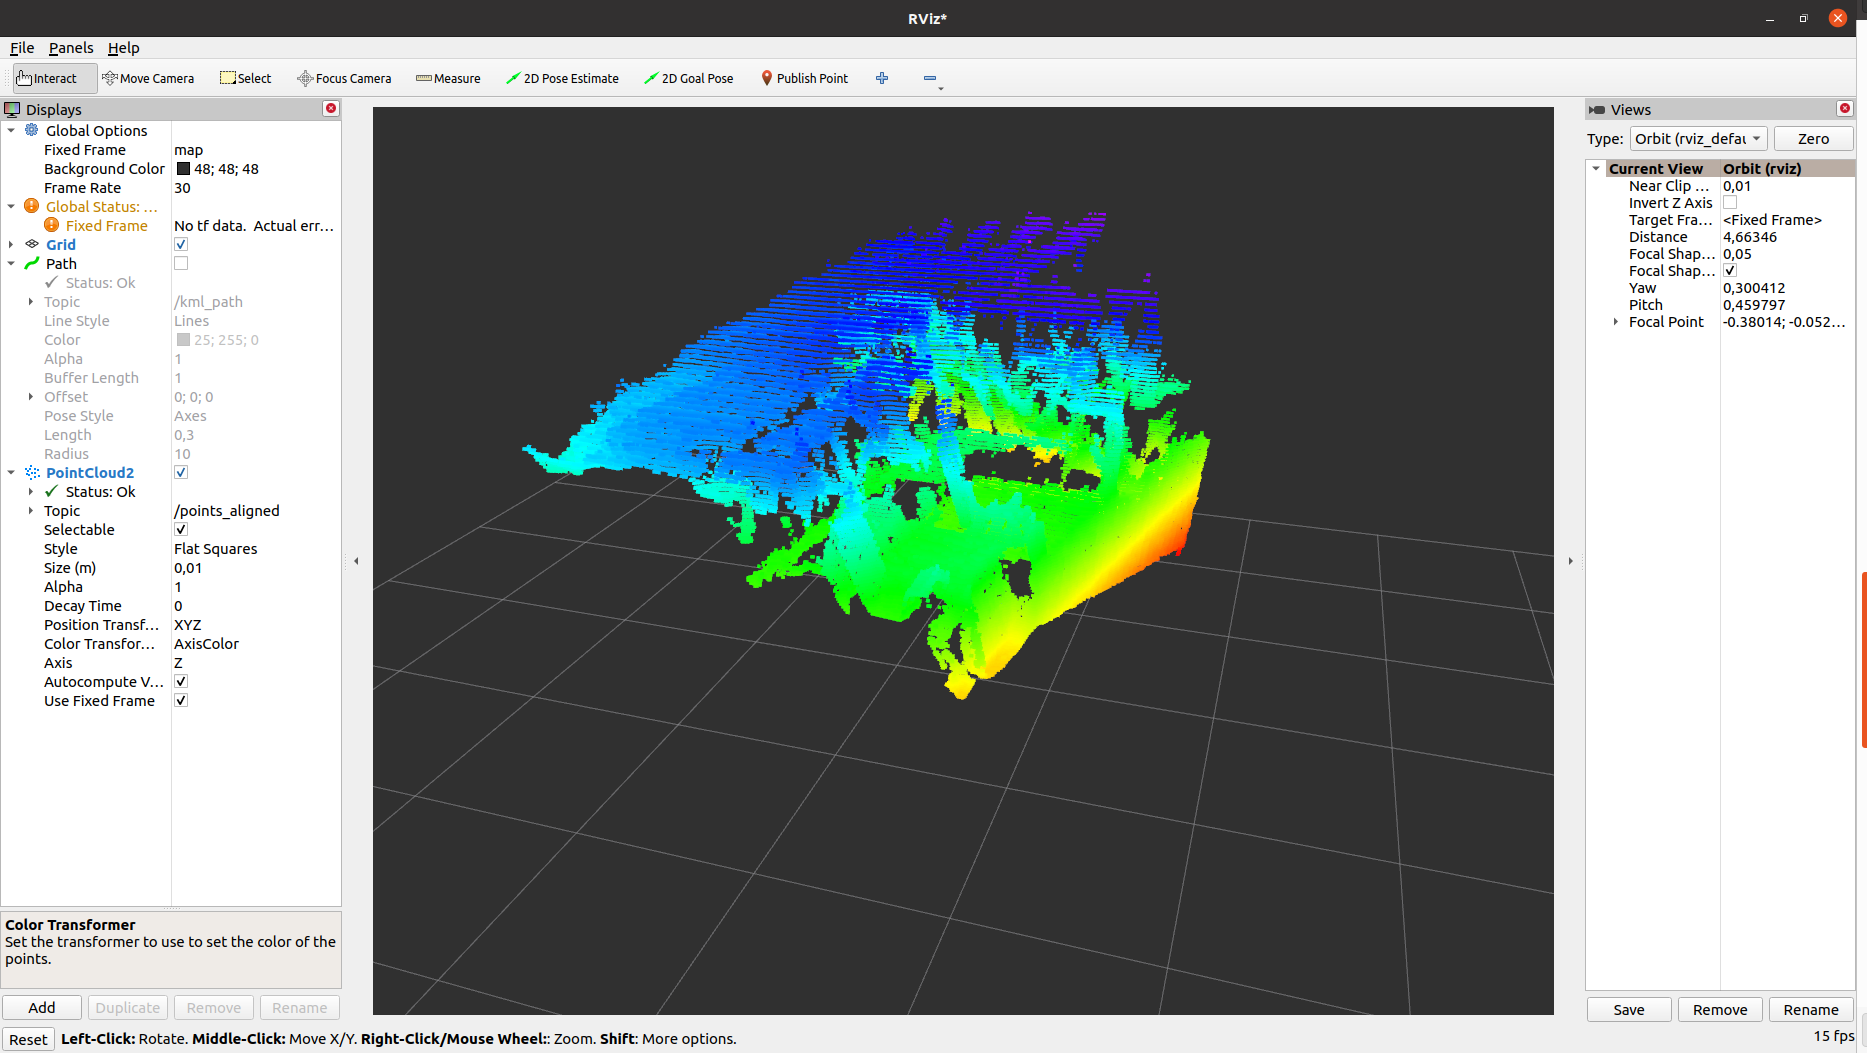 RViz*
File Panels Help
Interact Move Camera Select Focus Camera Measure 2D Pose Estimate 2D Goal Pose Publish Point
Displays
Global Options
Fixed Frame map
Background Color 48; 48; 48
Frame Rate 30
Global Status: ...
Fixed Frame No tf data. Actual err...
Grid
Path
Status: Ok
Topic /kml_path
Line Style Lines
Color 25; 255; 0
Alpha 1
Buffer Length 1
Offset 0; 0; 0
Pose Style Axes
Length 0,3
Radius 10
PointCloud2
Status: Ok
Topic /points_aligned
Selectable
Style Flat Squares
Size (m) 0,01
Alpha 1
Decay Time 0
Position Transf... XYZ
Color Transfor... AxisColor
Axis Z
Autocompute V...
Use Fixed Frame
Color Transformer
Set the transformer to use to set the color of the
points.
Add Duplicate Remove Rename
Reset Left-Click: Rotate. Middle-Click: Move X/Y. Right-Click/Mouse Wheel:: Zoom. Shift: More options.
Views
Type: Orbit (rviz_defau Zero
Current View Orbit (rviz)
Near Clip ... 0,01
Invert Z Axis
Target Fra... <Fixed Frame>
Distance 4,66346
Focal Shap... 0,05
Focal Shap...
Yaw 0,300412
Pitch 0,459797
Focal Point -0.38014; -0.052...
Save Remove Rename
15 fps